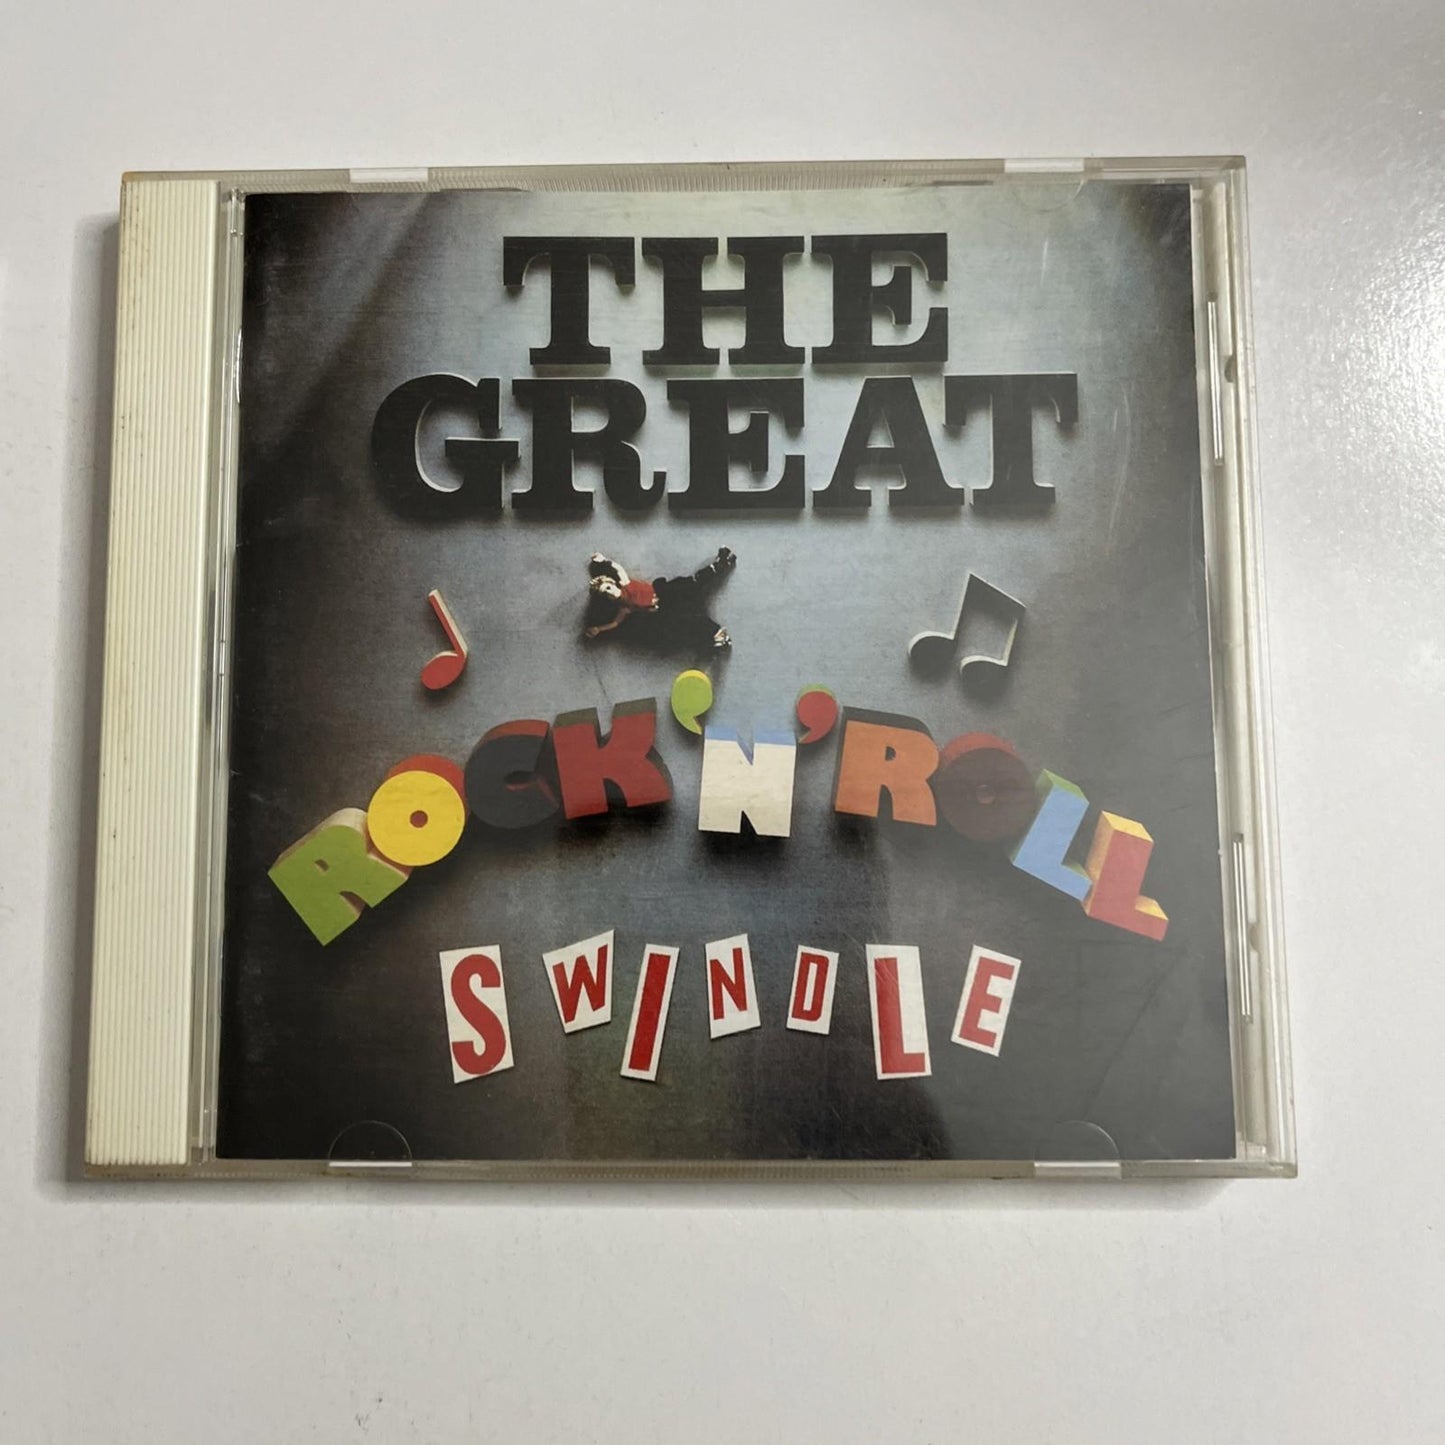 THE
GREAT
ROCK 'N' ROLL
SWINDLE